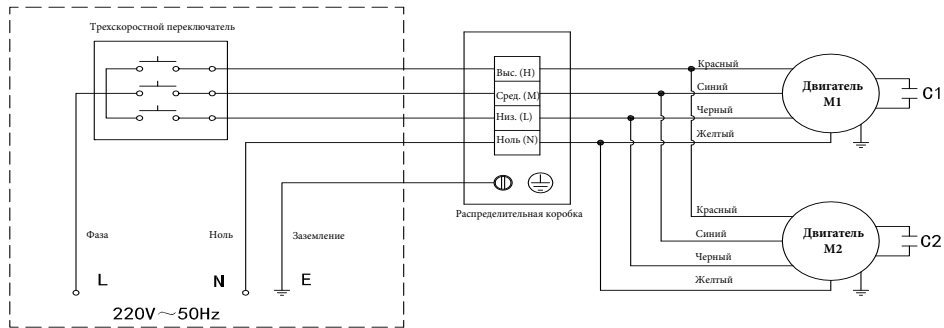 Трехскоростной переключатель
Выс. (H)
Сред. (M)
Низ. (L)
Ноль (N)
Распределительная коробка
Красный
Синий
Черный
Желтый
Двигатель
M1
C1
Красный
Синий
Черный
Желтый
Двигатель
M2
C2
Фаза
Ноль
Заземление
L
N
E
220V～50Hz